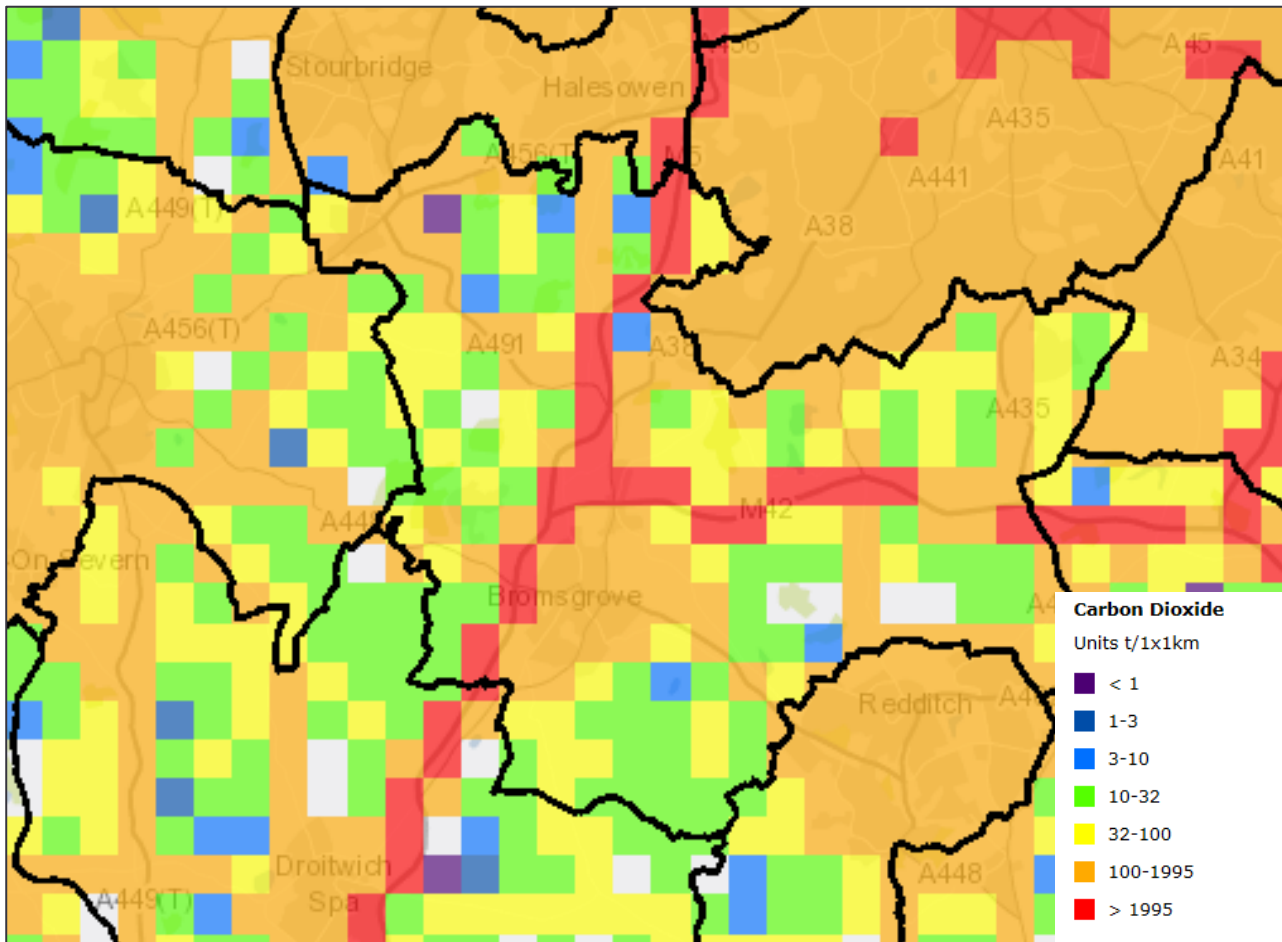 A456
A45
Stourbridge
Halesowen
A435
A456(T)
M5
A41
A441
A449(T)
A38
A456(T)
A491
A38
A34
A435
A448
M42
-On-Severn
Bromsgrove
Redditch
Droitwich
Spa
A448
A449(T)
Carbon Dioxide
Units t/1x1km
< 1
1-3
3-10
10-32
32-100
100-1995
> 1995